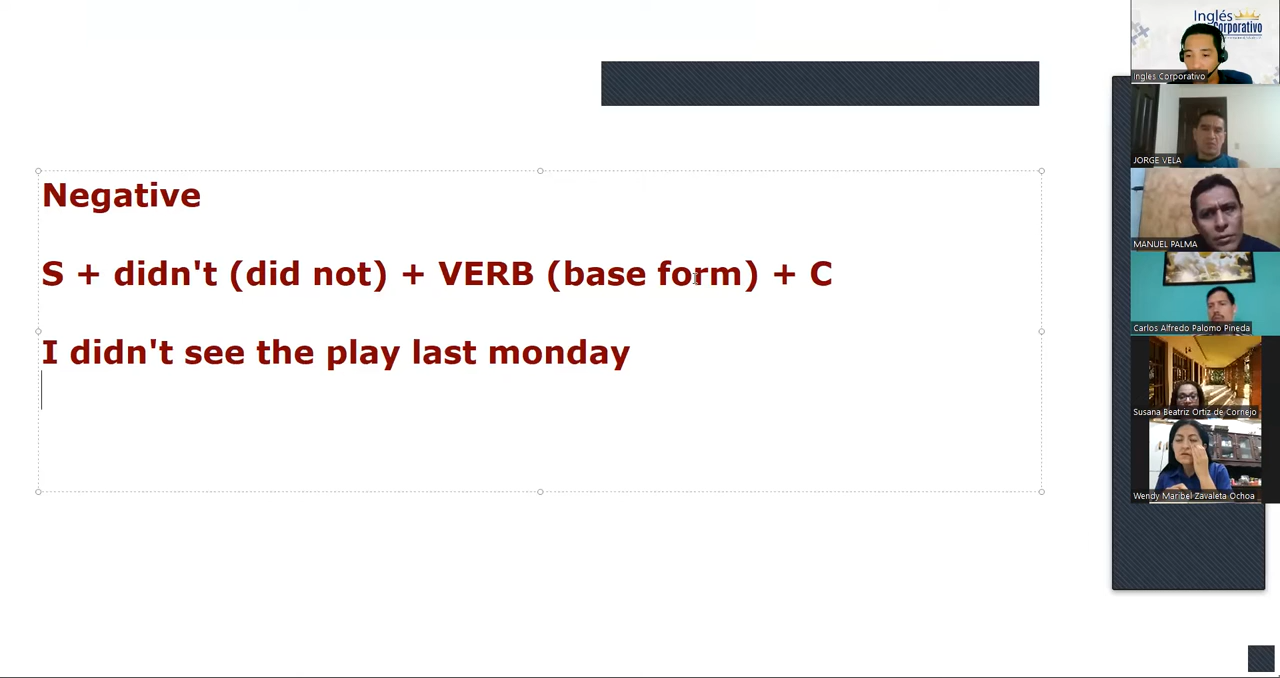 Negative
S + didn't (did not) + VERB (base form) + C
I didn't see the play last monday
Inglés
Corporativo
Ingles Corporativo
JORGE VELA
MANUEL PALMA
Carlos Alfredo Palomo Pineda
Susana Beatriz Ortiz de Cornejo
Wendy Maribel Zavaleta Ochoa